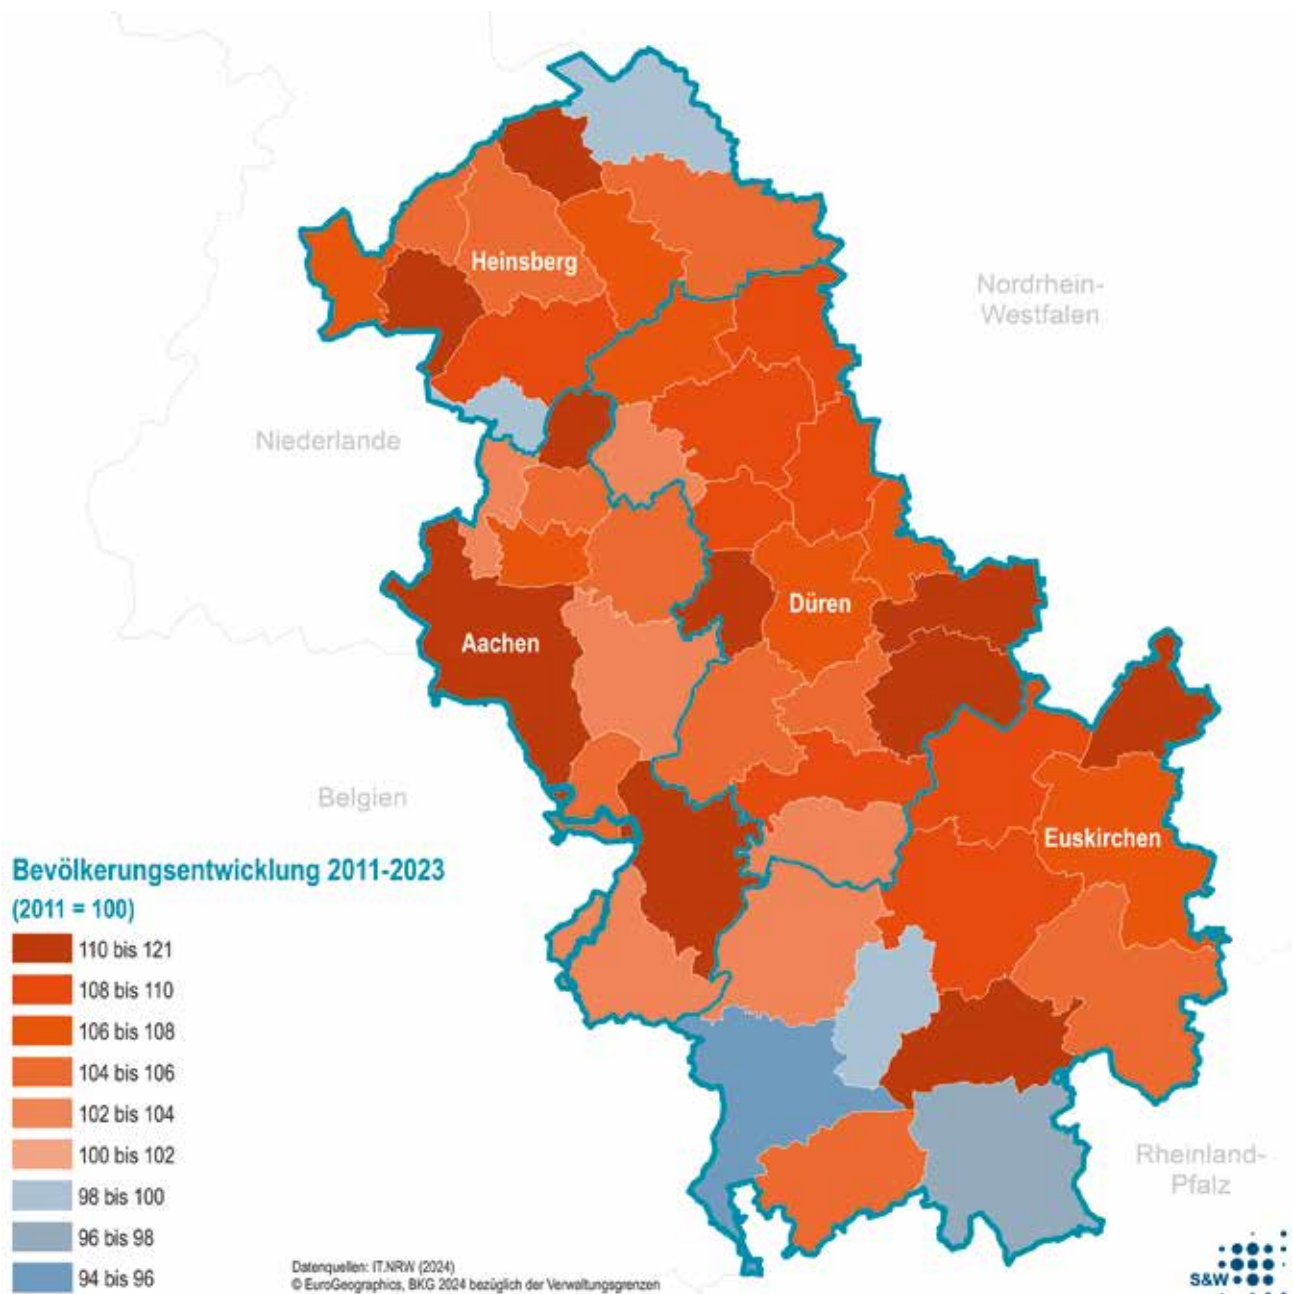 Heinsberg
Nordrhein-
Westfalen
Niederlande
Düren
Aachen
Belgien
Euskirchen
Bevölkerungsentwicklung 2011-2023
(2011 = 100)
110 bis 121
108 bis 110
106 bis 108
104 bis 106
102 bis 104
100 bis 102
98 bis 100
96 bis 98
94 bis 96
Rheinland-
Pfalz
Datenquellen: IT.NRW (2024)
© EuroGeographics, BKG 2024 bezüglich der Verwaltungsgrenzen
S&W